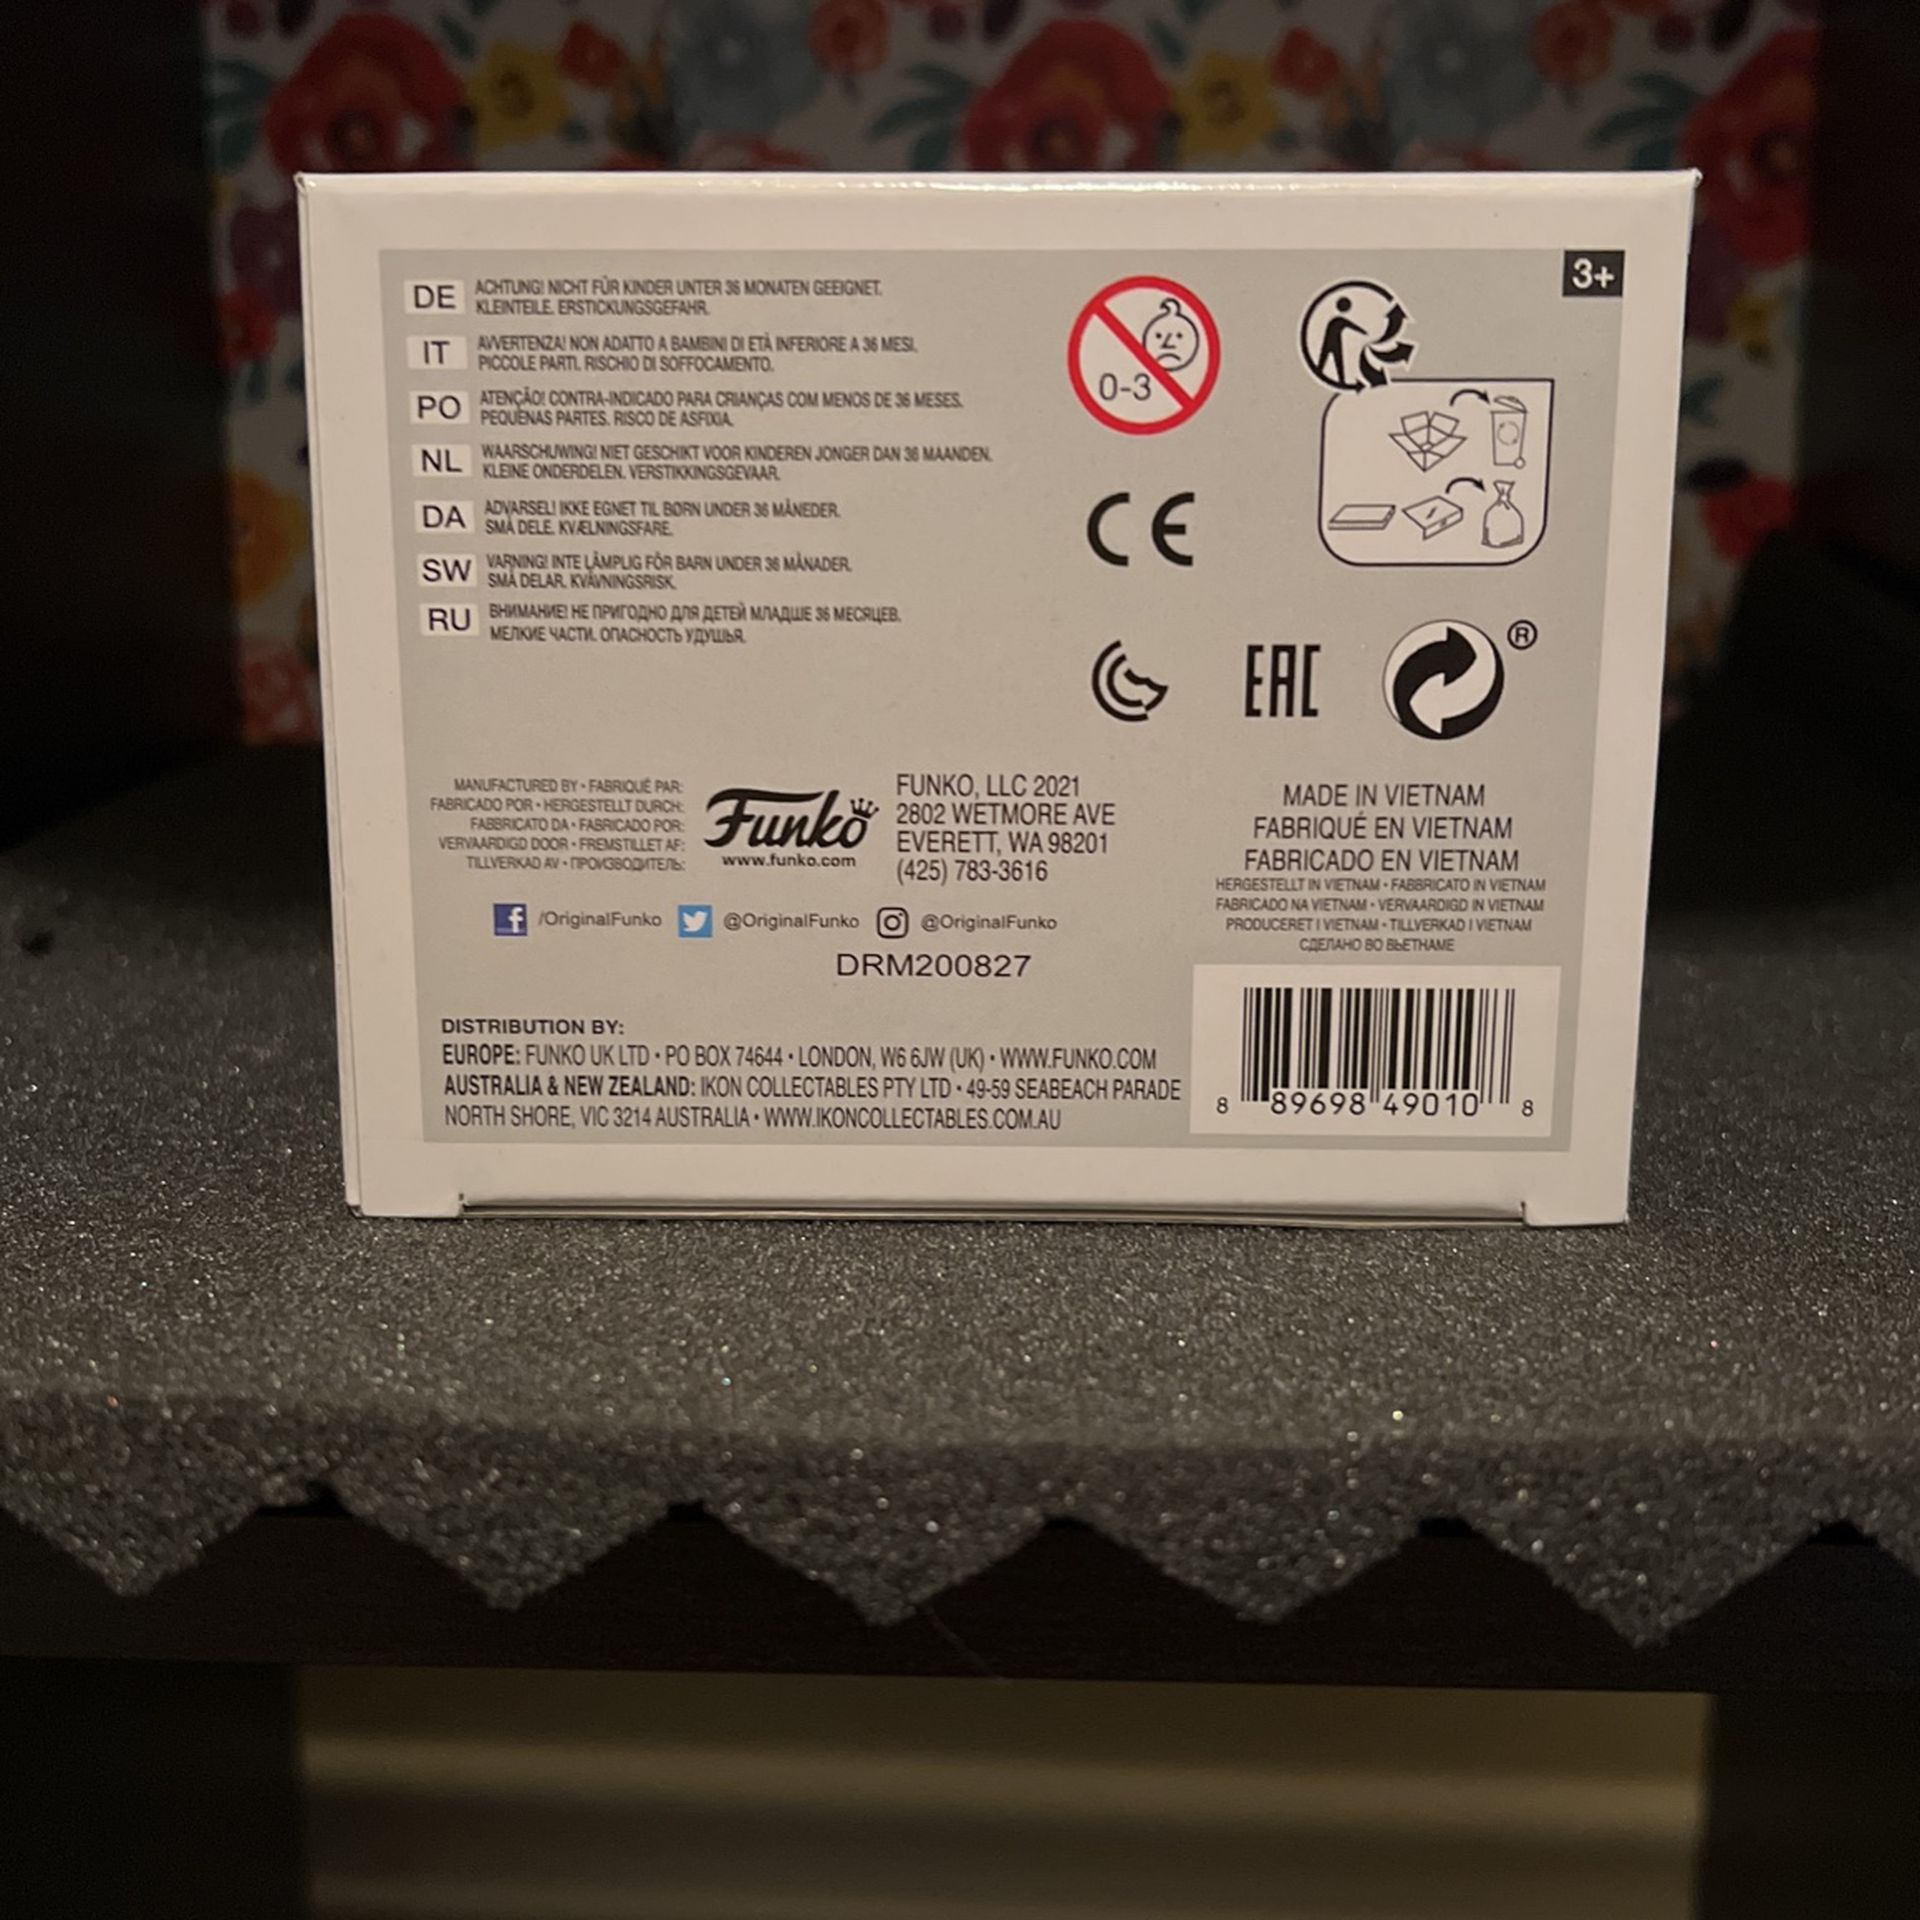 3+
DE ACHTUNG! NICHT FÜR KINDER UNTER 36 MONATEN GEEIGNET.
KLEINTEILE. ERSTICKUNGSGEFAHR.
IT AVVERTENZA! NON ADATTO A BAMBINI DI ETÀ INFERIORE A 36 MESI.
PICCOLE PARTI. RISCHIO DI SOFFOCAMENTO.
PO ATENÇÃO! CONTRA-INDICADO PARA CRIANÇAS COM MENOS DE 36 MESES.
PEQUENAS PARTES. RISCO DE ASFIXIA.
NL WAARSCHUWING! NIET GESCHIKT VOOR KINDEREN JONGER DAN 36 MAANDEN.
KLEINE ONDERDELEN. VERSTIKKINGSGEVAAR.
DA ADVARSEL! IKKE EGNET TIL BØRN UNDER 36 MÅNEDER.
SMÅ DELE. KVÆLNINGSFARE.
SW VARNING! INTE LÄMPLIG FÖR BARN UNDER 36 MÅNADER.
SMÅ DELAR. KVÄVNINGSRISK.
RU ВНИМАНИЕ! НЕ ПРИГОДНО ДЛЯ ДЕТЕЙ МЛАДШЕ 36 МЕСЯЦЕВ.
МЕЛКИЕ ЧАСТИ. ОПАСНОСТЬ УДУШЬЯ.
0-3
CE
EAC
®
MANUFACTURED BY • FABRIQUÉ PAR:
FABRICADO POR • HERGESTELLT DURCH:
FABBRICATO DA • FABRICADO POR:
VERVAARDIGD DOOR • FREMSTILLET AF:
TILLVERKAD AV • ПРОИЗВОДИТЕЛЬ:
Funko
www.funko.com
FUNKO, LLC 2021
2802 WETMORE AVE
EVERETT, WA 98201
(425) 783-3616
MADE IN VIETNAM
FABRIQUÉ EN VIETNAM
FABRICADO EN VIETNAM
HERGESTELLT IN VIETNAM • FABBRICATO IN VIETNAM
FABRICADO NA VIETNAM • VERVAARDIGD IN VIETNAM
PRODUCERET I VIETNAM • TILLVERKAD I VIETNAM
СДЕЛАНО ВО ВЬЕТНАМЕ
/OriginalFunko @OriginalFunko @OriginalFunko
DRM200827
DISTRIBUTION BY:
EUROPE: FUNKO UK LTD • PO BOX 74644 • LONDON, W6 6JW (UK) • WWW.FUNKO.COM
AUSTRALIA & NEW ZEALAND: IKON COLLECTABLES PTY LTD • 49-59 SEABEACH PARADE
NORTH SHORE, VIC 3214 AUSTRALIA • WWW.IKONCOLLECTABLES.COM.AU
8 89698 49010 8